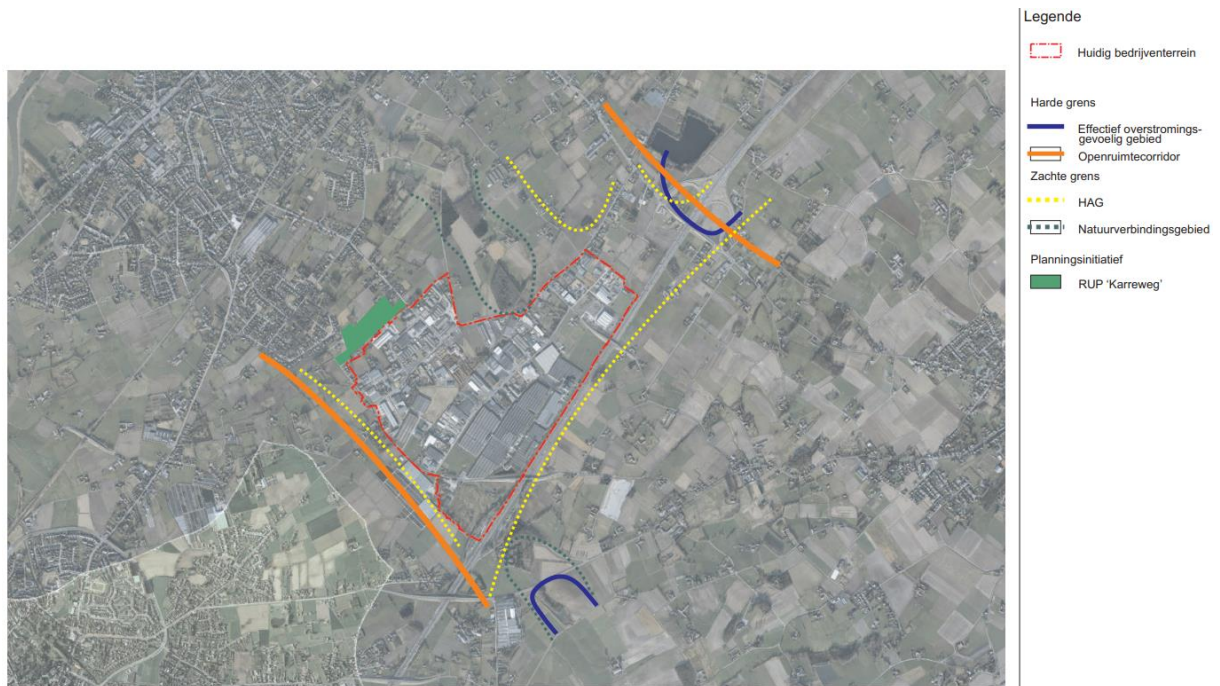 Legende
Huidig bedrijventerrein
Harde grens
Effectief overstromings-
gevoelig gebied
Openruimtecorridor
Zachte grens
HAG
Natuurverbindingsgebied
Planningsinitiatief
RUP 'Karreweg'